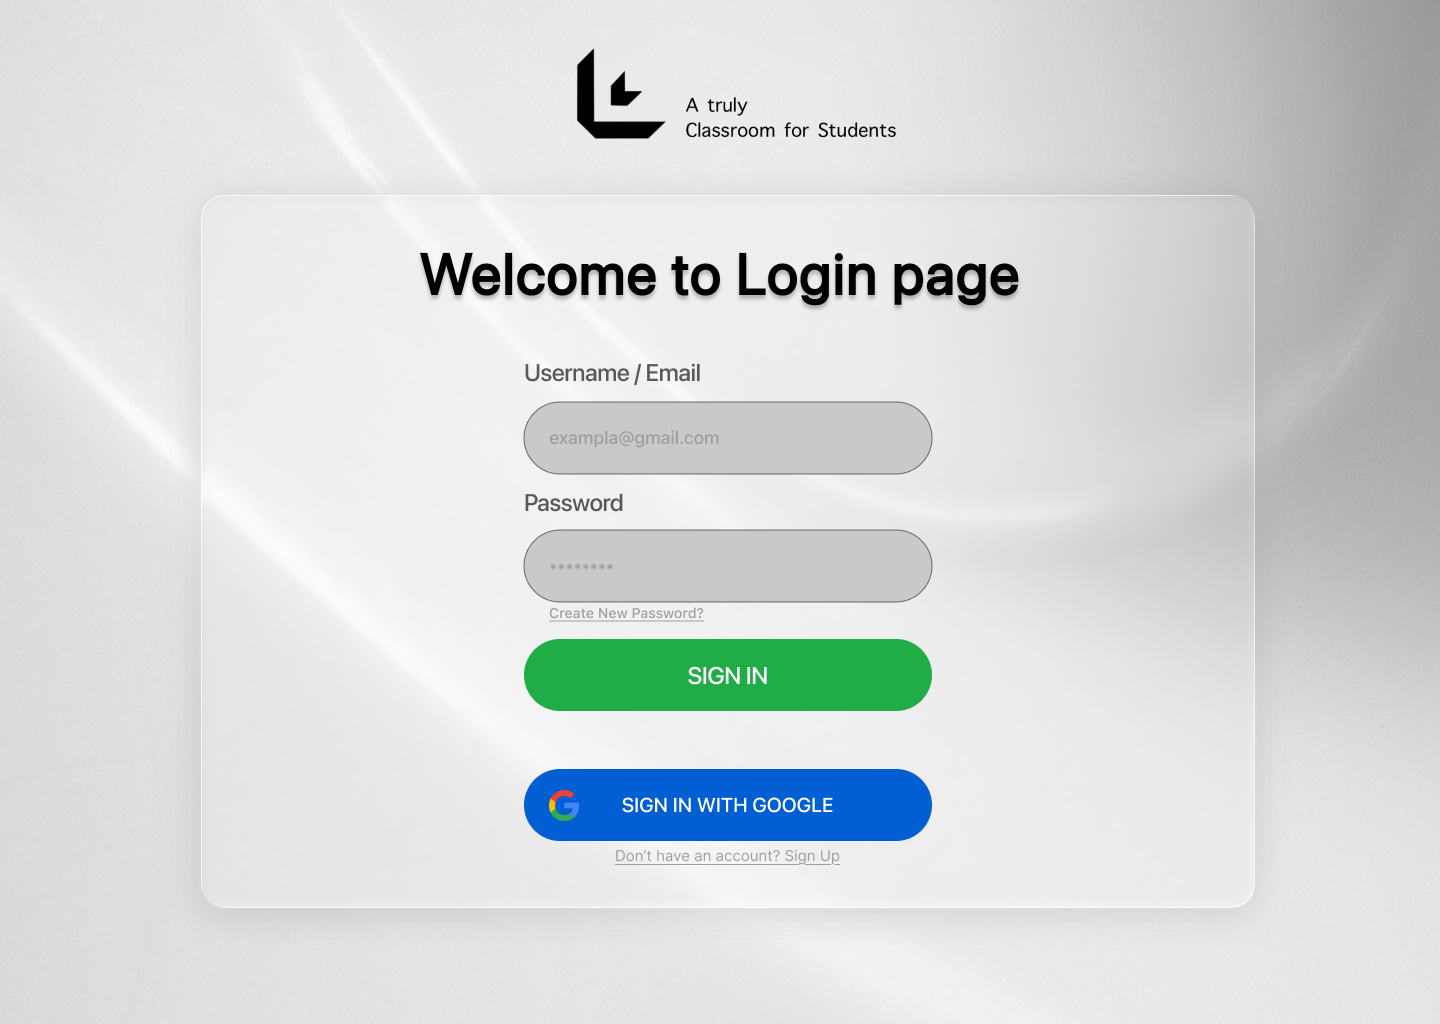 A truly
Classroom for Students
Welcome to Login page
Username / Email
exampla@gmail.com
Password
********
Create New Password?
SIGN IN
SIGN IN WITH GOOGLE
Don't have an account? Sign Up